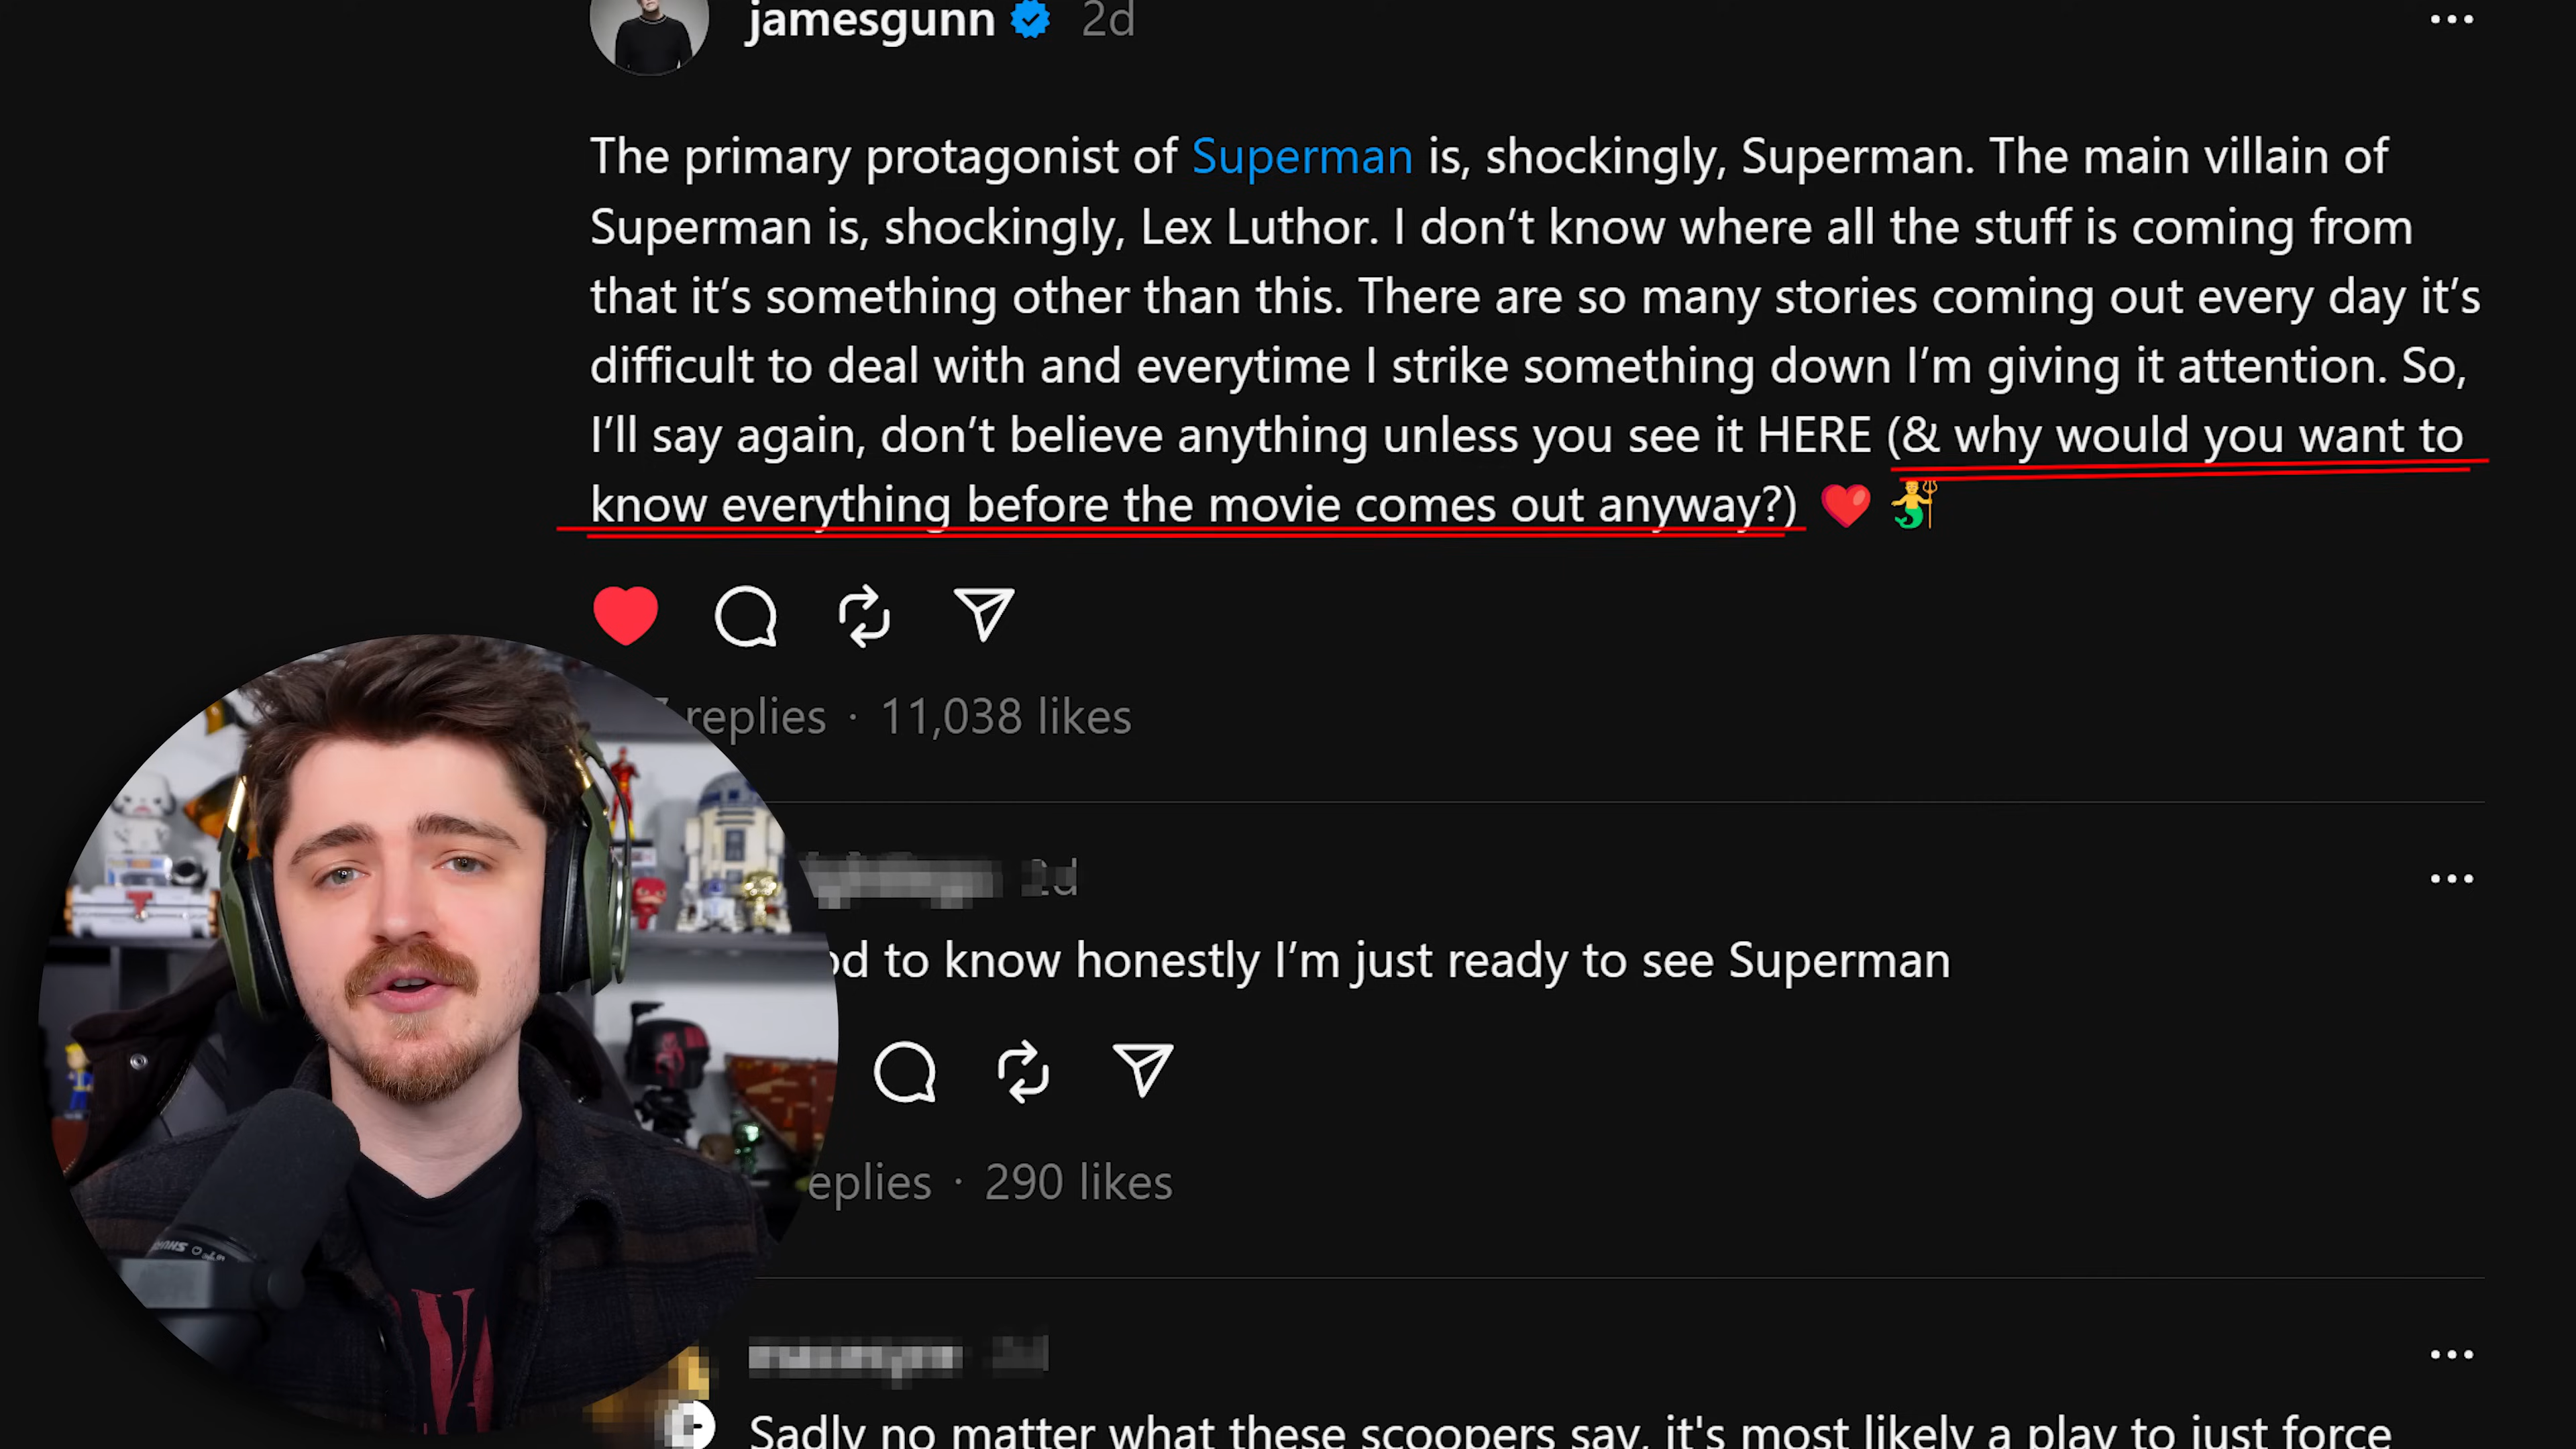 jamesgunn 2d
The primary protagonist of Superman is, shockingly, Superman. The main villain of
Superman is, shockingly, Lex Luthor. I don’t know where all the stuff is coming from
that it’s something other than this. There are so many stories coming out every day it’s
difficult to deal with and everytime I strike something down I’m giving it attention. So,
I’ll say again, don’t believe anything unless you see it HERE (& why would you want to
know everything before the movie comes out anyway?) ❤️ 🧜‍♂️
replies · 11,038 likes
2d
to know honestly I’m just ready to see Superman
290 likes
Sadly no matter what these scoopers say, it's most likely a play to just force
SHURE